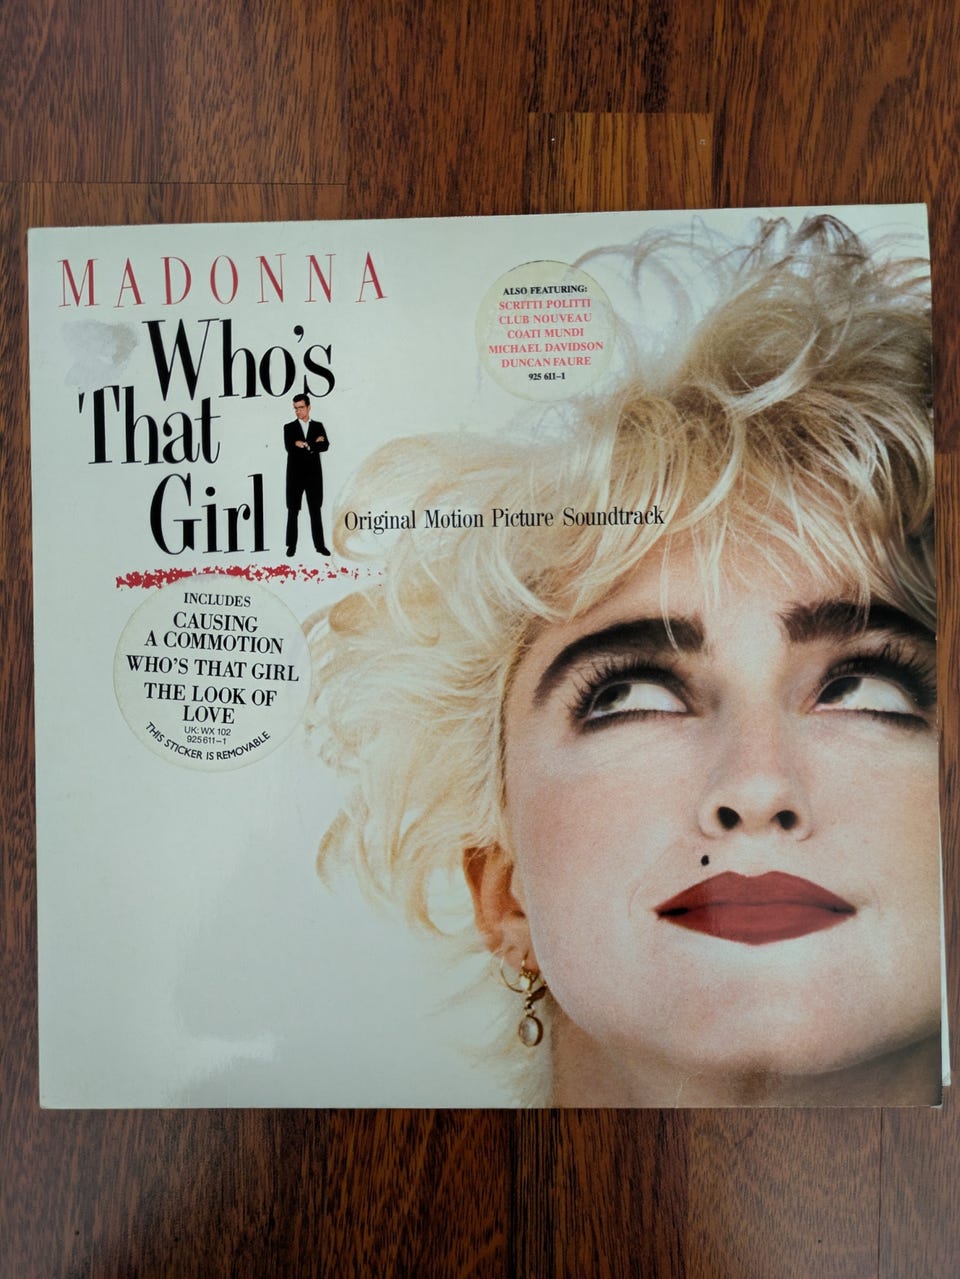 MADONNA
Who's
That
Girl
Original Motion Picture Soundtrack
ALSO FEATURING:
SCRITTI POLITTI
CLUB NOUVEAU
COATI MUNDI
MICHAEL DAVIDSON
DUNCAN FAURE
925 611-1
INCLUDES
CAUSING
A COMMOTION
WHO'S THAT GIRL
THE LOOK OF
LOVE
UK: WX 102
925 611-1
THIS STICKER IS REMOVABLE